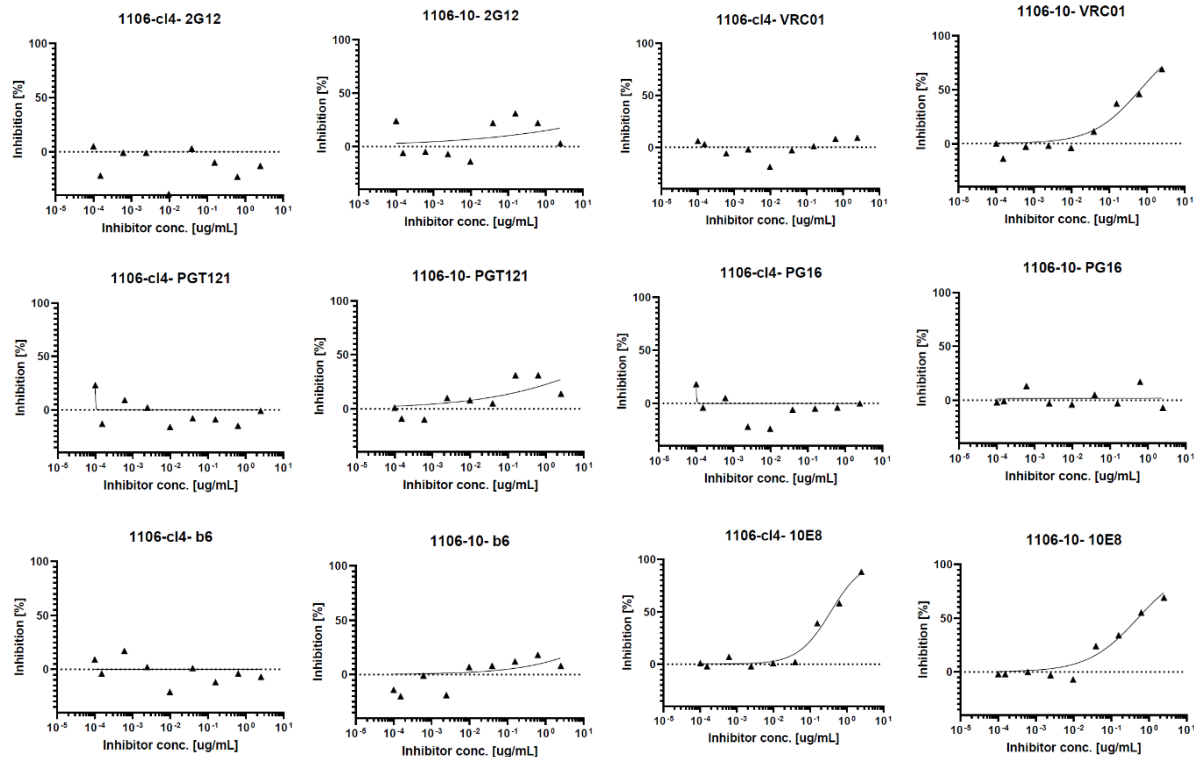 1106-cl4- 2G12
Inhibition [%]
100
50
0
10⁻⁵ 10⁻⁴ 10⁻³ 10⁻² 10⁻¹ 10⁰ 10¹
Inhibitor conc. [ug/mL]
1106-10- 2G12
Inhibition [%]
100
50
0
10⁻⁵ 10⁻⁴ 10⁻³ 10⁻² 10⁻¹ 10⁰ 10¹
Inhibitor conc. [ug/mL]
1106-cl4- VRC01
Inhibition [%]
100
50
0
10⁻⁵ 10⁻⁴ 10⁻³ 10⁻² 10⁻¹ 10⁰ 10¹
Inhibitor conc. [ug/mL]
1106-10- VRC01
Inhibition [%]
100
50
0
10⁻⁵ 10⁻⁴ 10⁻³ 10⁻² 10⁻¹ 10⁰ 10¹
Inhibitor conc. [ug/mL]
1106-cl4- PGT121
Inhibition [%]
100
50
0
10⁻⁵ 10⁻⁴ 10⁻³ 10⁻² 10⁻¹ 10⁰ 10¹
Inhibitor conc. [ug/mL]
1106-10- PGT121
Inhibition [%]
100
50
0
10⁻⁵ 10⁻⁴ 10⁻³ 10⁻² 10⁻¹ 10⁰ 10¹
Inhibitor conc. [ug/mL]
1106-cl4- PG16
Inhibition [%]
100
50
0
10⁻⁵ 10⁻⁴ 10⁻³ 10⁻² 10⁻¹ 10⁰ 10¹
Inhibitor conc. [ug/mL]
1106-10- PG16
Inhibition [%]
100
50
0
10⁻⁵ 10⁻⁴ 10⁻³ 10⁻² 10⁻¹ 10⁰ 10¹
Inhibitor conc. [ug/mL]
1106-cl4- b6
Inhibition [%]
100
50
0
10⁻⁵ 10⁻⁴ 10⁻³ 10⁻² 10⁻¹ 10⁰ 10¹
Inhibitor conc. [ug/mL]
1106-10- b6
Inhibition [%]
100
50
0
10⁻⁵ 10⁻⁴ 10⁻³ 10⁻² 10⁻¹ 10⁰ 10¹
Inhibitor conc. [ug/mL]
1106-cl4- 10E8
Inhibition [%]
100
50
0
10⁻⁵ 10⁻⁴ 10⁻³ 10⁻² 10⁻¹ 10⁰ 10¹
Inhibitor conc. [ug/mL]
1106-10- 10E8
Inhibition [%]
100
50
0
10⁻⁵ 10⁻⁴ 10⁻³ 10⁻² 10⁻¹ 10⁰ 10¹
Inhibitor conc. [ug/mL]